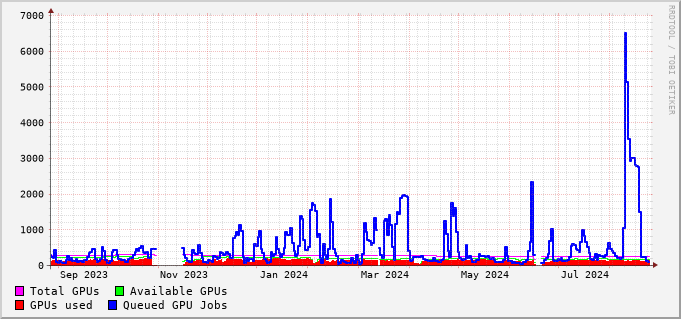 7000
6000
5000
4000
3000
2000
1000
0
Sep 2023 Nov 2023 Jan 2024 Mar 2024 May 2024 Jul 2024
Total GPUs Available GPUs
GPUs used Queued GPU Jobs
RRDTOOL / TOBI OETIKER